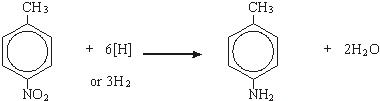 CH3 CH3
+ 6[H] + 2H2O
or 3H2
NO2 NH2